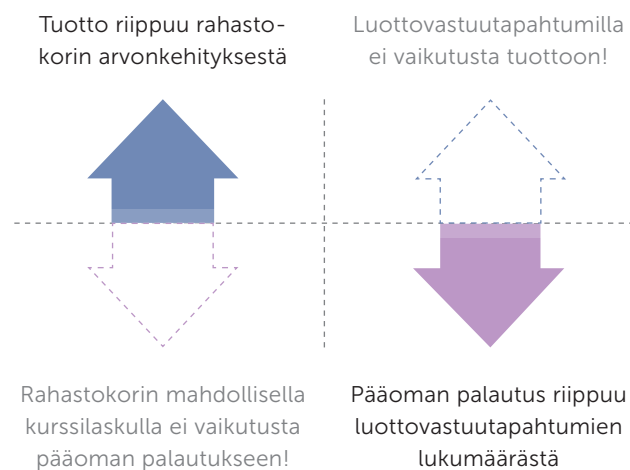 Tuotto riippuu rahasto-
korin arvonkehityksestä
Luottovastuutapahtumilla
ei vaikutusta tuottoon!
Rahastokorin mahdollisella
kurssilaskulla ei vaikutusta
pääoman palautukseen!
Pääoman palautus riippuu
luottovastuutapahtumien
lukumäärästä